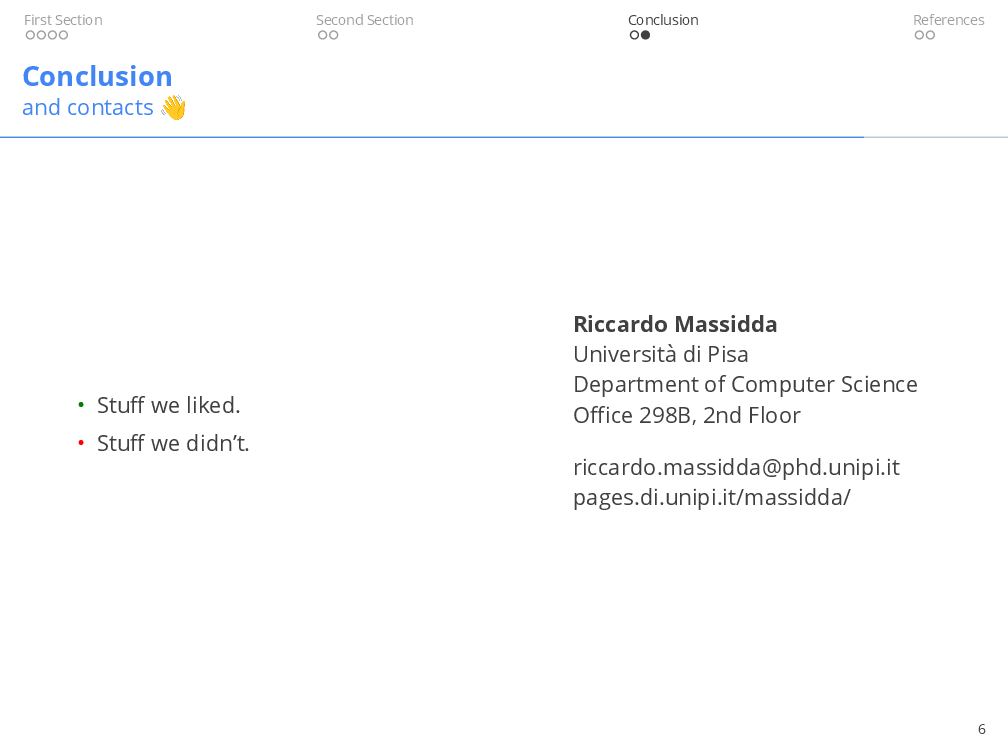 First Section
Second Section
Conclusion
References
Conclusion
and contacts 👋
• Stuff we liked.
• Stuff we didn’t.
Riccardo Massidda
Università di Pisa
Department of Computer Science
Office 298B, 2nd Floor
riccardo.massidda@phd.unipi.it
pages.di.unipi.it/massidda/
6